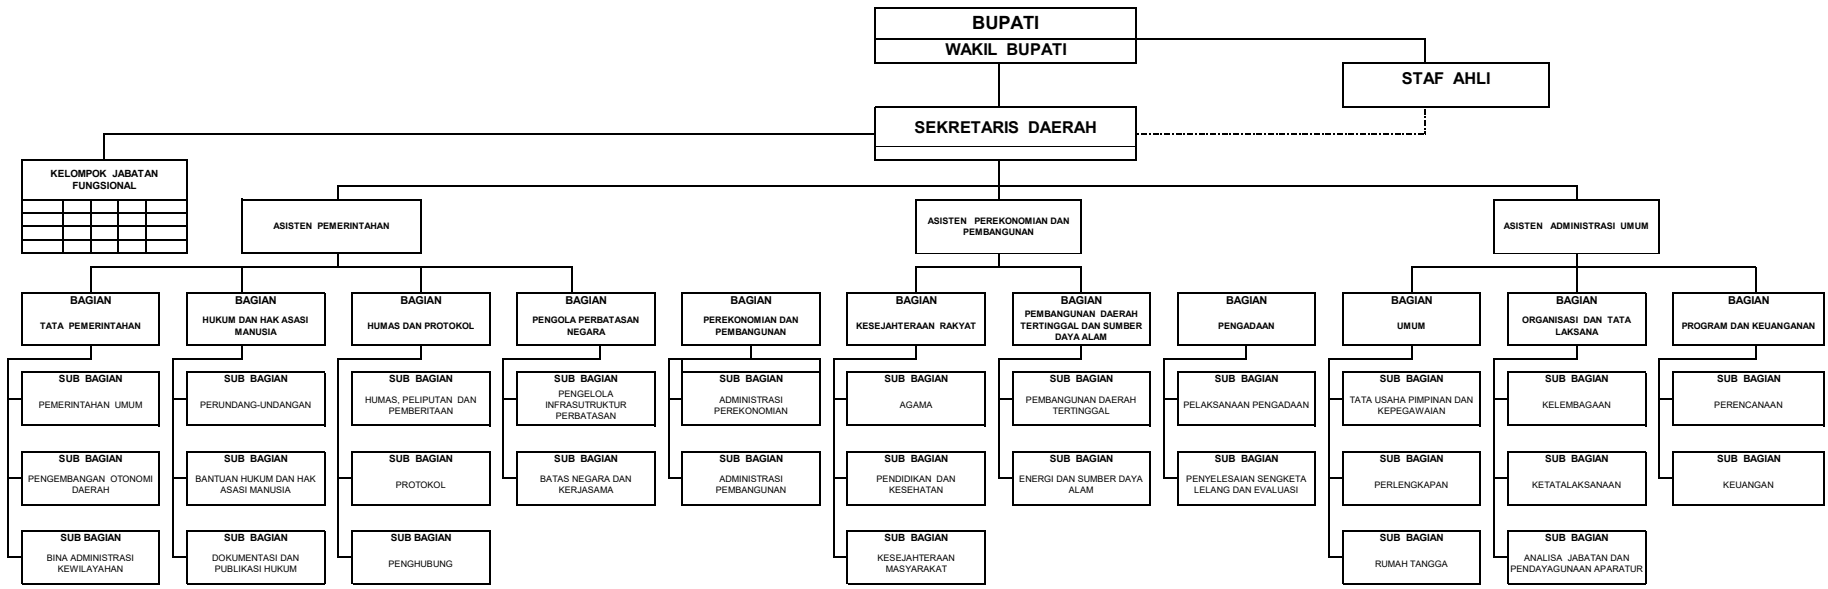 BUPATI
WAKIL BUPATI
STAF AHLI
SEKRETARIS DAERAH
KELOMPOK JABATAN
FUNGSIONAL
ASISTEN PEMERINTAHAN
ASISTEN PEREKONOMIAN DAN
PEMBANGUNAN
ASISTEN ADMINISTRASI UMUM
BAGIAN
TATA PEMERINTAHAN
BAGIAN
HUKUM DAN HAK ASASI
MANUSIA
BAGIAN
HUMAS DAN PROTOKOL
BAGIAN
PENGOLA PERBATASAN
NEGARA
BAGIAN
PEREKONOMIAN DAN
PEMBANGUNAN
BAGIAN
KESEJAHTERAAN RAKYAT
BAGIAN
PEMBANGUNAN DAERAH
TERTINGGAL DAN SUMBER
DAYA ALAM
BAGIAN
PENGADAAN
BAGIAN
UMUM
BAGIAN
ORGANISASI DAN TATA
LAKSANA
BAGIAN
PROGRAM DAN KEUANGANAN
SUB BAGIAN
PEMERINTAHAN UMUM
SUB BAGIAN
PERUNDANG-UNDANGAN
SUB BAGIAN
HUMAS, PELIPUTAN DAN
PEMBERITAAN
SUB BAGIAN
PENGELOLA
INFRASUTRUKTUR
PERBATASAN
SUB BAGIAN
ADMINISTRASI
PEREKONOMIAN
SUB BAGIAN
AGAMA
SUB BAGIAN
PEMBANGUNAN DAERAH
TERTINGGAL
SUB BAGIAN
PELAKSANAAN PENGADAAN
SUB BAGIAN
TATA USAHA PIMPINAN DAN
KEPEGAWAIAN
SUB BAGIAN
KELEMBAGAAN
SUB BAGIAN
PERENCANAAN
SUB BAGIAN
PENGEMBANGAN OTONOMI
DAERAH
SUB BAGIAN
BANTUAN HUKUM DAN HAK
ASASI MANUSIA
SUB BAGIAN
PROTOKOL
SUB BAGIAN
BATAS NEGARA DAN
KERJASAMA
SUB BAGIAN
ADMINISTRASI
PEMBANGUNAN
SUB BAGIAN
PENDIDIKAN DAN
KESEHATAN
SUB BAGIAN
ENERGI DAN SUMBER DAYA
ALAM
SUB BAGIAN
PENYELESAIAN SENGKETA
LELANG DAN EVALUASI
SUB BAGIAN
PERLENGKAPAN
SUB BAGIAN
KETATALAKSANAAN
SUB BAGIAN
KEUANGAN
SUB BAGIAN
BINA ADMINISTRASI
KEWILAYAHAN
SUB BAGIAN
DOKUMENTASI DAN
PUBLIKASI HUKUM
SUB BAGIAN
PENGHUBUNG
SUB BAGIAN
KESEJAHTERAAN
MASYARAKAT
SUB BAGIAN
RUMAH TANGGA
SUB BAGIAN
ANALISA JABATAN DAN
PENDAYAGUNAAN APARATUR